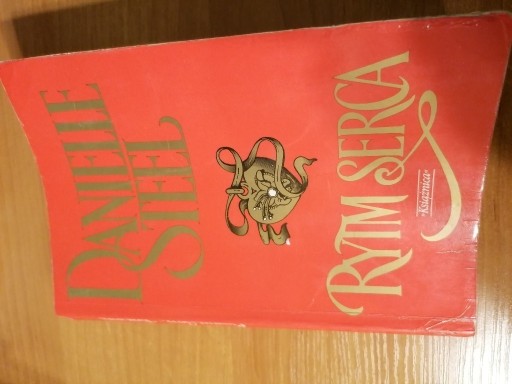 DANIELLE
STEEL
RYTM SERCA
•Książnica•